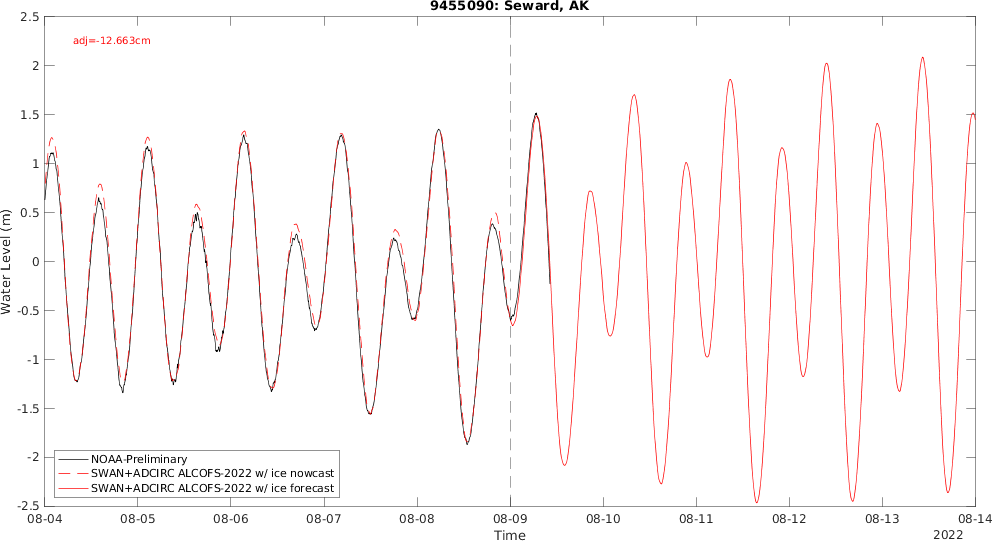 9455090: Seward, AK
adj=-12.663cm
2.5
2
1.5
1
0.5
0
-0.5
-1
-1.5
-2
-2.5
Water Level (m)
NOAA-Preliminary
SWAN+ADCIRC ALCOFS-2022 w/ ice nowcast
SWAN+ADCIRC ALCOFS-2022 w/ ice forecast
08-04 08-05 08-06 08-07 08-08 08-09 08-10 08-11 08-12 08-13 08-14
Time
2022